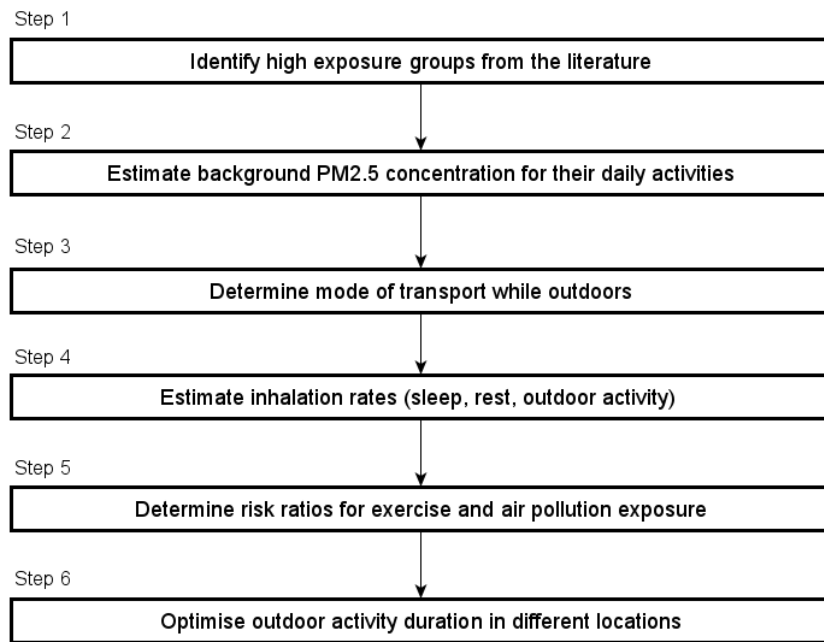 Step 1
Identify high exposure groups from the literature
Step 2
Estimate background PM2.5 concentration for their daily activities
Step 3
Determine mode of transport while outdoors
Step 4
Estimate inhalation rates (sleep, rest, outdoor activity)
Step 5
Determine risk ratios for exercise and air pollution exposure
Step 6
Optimise outdoor activity duration in different locations